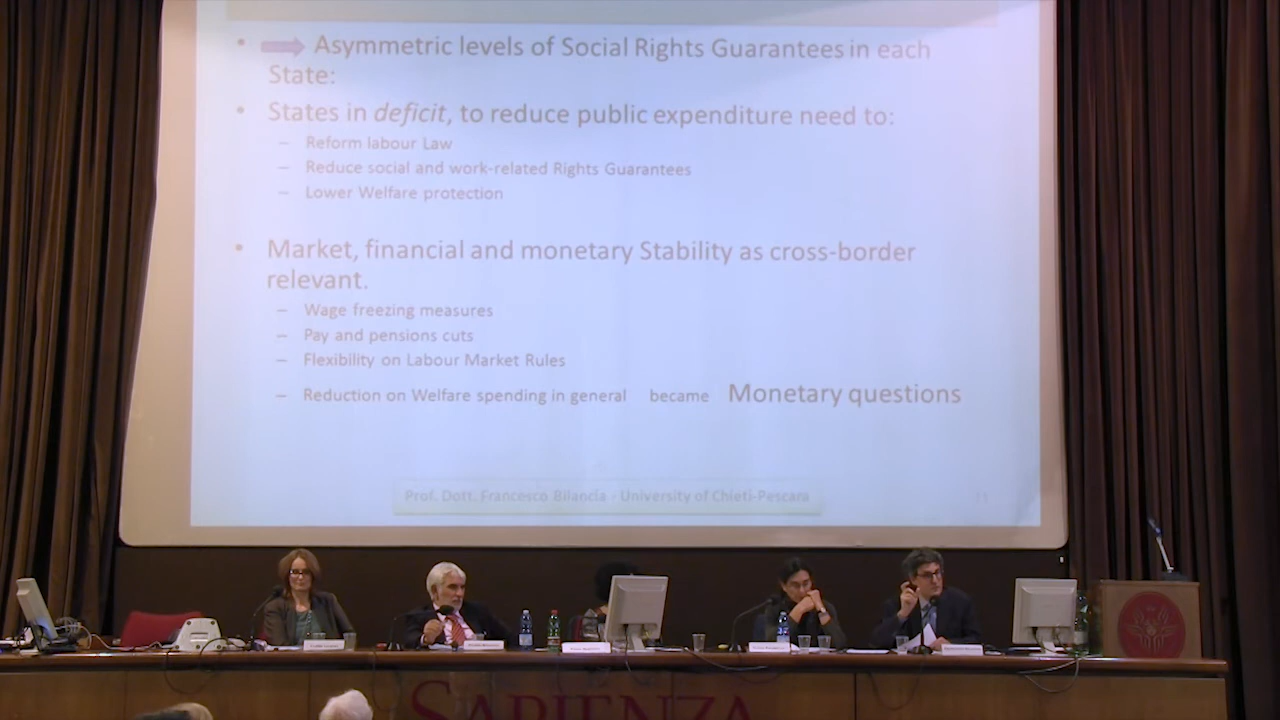 • Asymmetric levels of Social Rights Guarantees in each
State:
• States in deficit, to reduce public expenditure need to:
– Reform labour Law
– Reduce social and work-related Rights Guarantees
– Lower Welfare protection
• Market, financial and monetary Stability as cross-border
relevant.
– Wage freezing measures
– Pay and pensions cuts
– Flexibility on Labour Market Rules
– Reduction on Welfare spending in general became Monetary questions
Prof. Dott. Francesco Bilancia - University of Chieti-Pescara
SAPIENZA